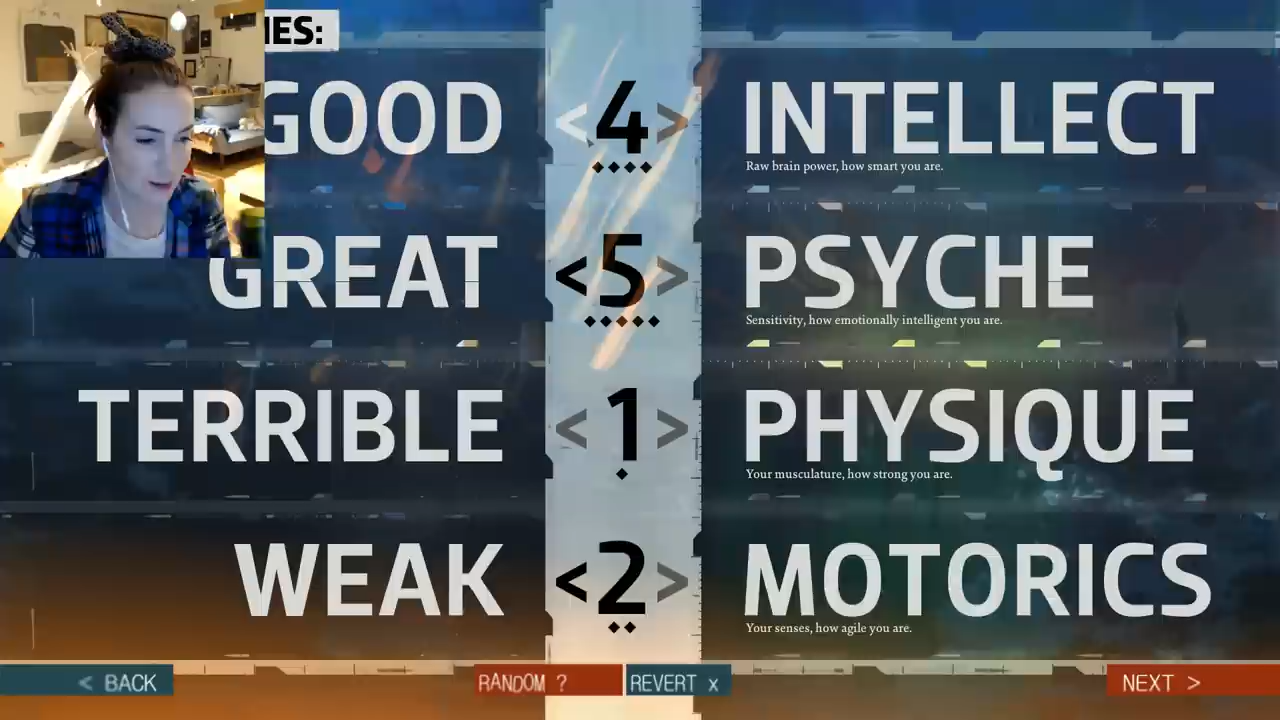 IES:
GOOD <4> INTELLECT
Raw brain power, how smart you are.
GREAT <5> PSYCHE
Sensitivity, how emotionally intelligent you are.
TERRIBLE <1> PHYSIQUE
Your musculature, how strong you are.
WEAK <2> MOTORICS
Your senses, how agile you are.
< BACK RANDOM ? REVERT x NEXT >